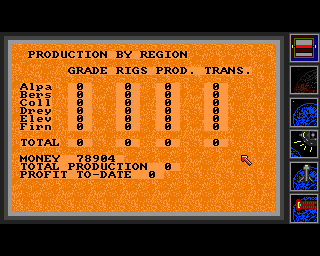 PRODUCTION BY REGION
GRADE RIGS PROD. TRANS.
Alpa 0 0 0 0
Bers 0 0 0 0
Coll 0 0 0 0
Drey 0 0 0 0
Elev 0 0 0 0
Firn 0 0 0 0
TOTAL 0 0 0 0
MONEY 78904
TOTAL PRODUCTION 0
PROFIT TO-DATE 0